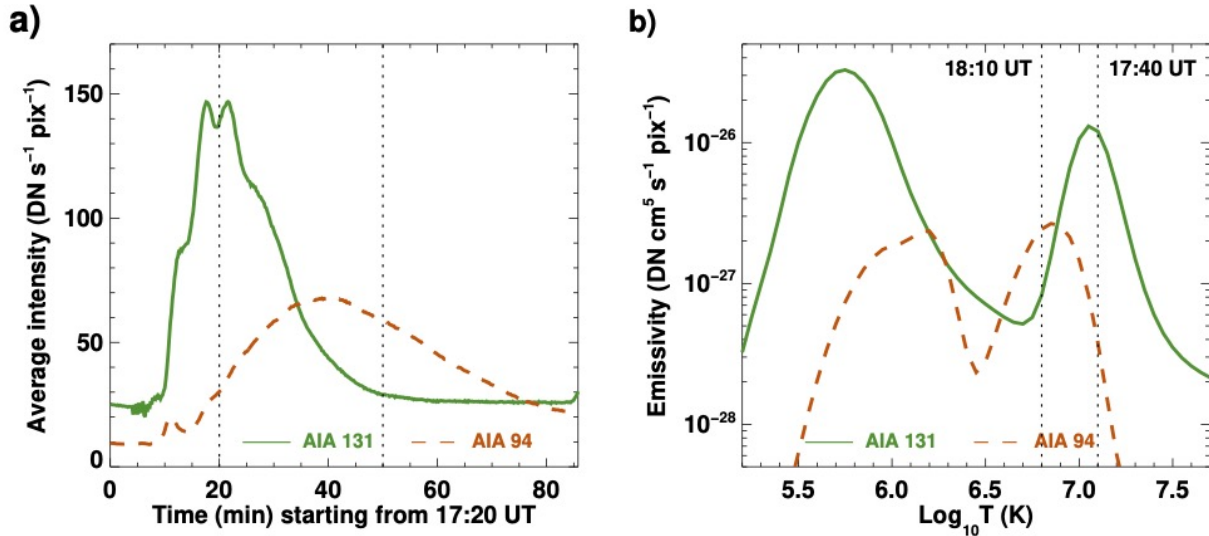 a)
Average intensity (DN s⁻¹ pix⁻¹)
150
100
50
0
AIA 131
AIA 94
0 20 40 60 80
Time (min) starting from 17:20 UT
b)
Emissivity (DN cm⁵ s⁻¹ pix⁻¹)
18:10 UT
17:40 UT
10⁻²⁶
10⁻²⁷
10⁻²⁸
AIA 131
AIA 94
5.5 6.0 6.5 7.0 7.5
Log₁₀T (K)